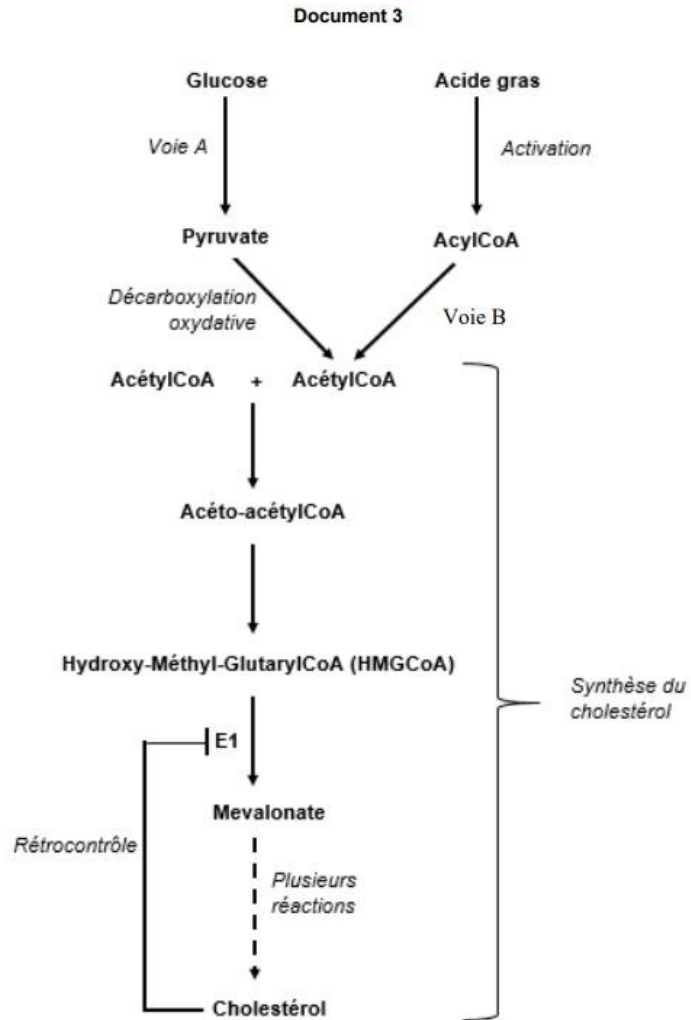 Document 3
Glucose
Acide gras
Voie A
Activation
Pyruvate
AcylCoA
Décarboxylation
oxydative
Voie B
AcétylCoA + AcétylCoA
Acéto-acétylCoA
Hydroxy-Méthyl-GlutarylCoA (HMGCoA)
Synthèse du
cholestérol
E1
Mevalonate
Rétrocontrôle
Plusieurs
réactions
Cholestérol